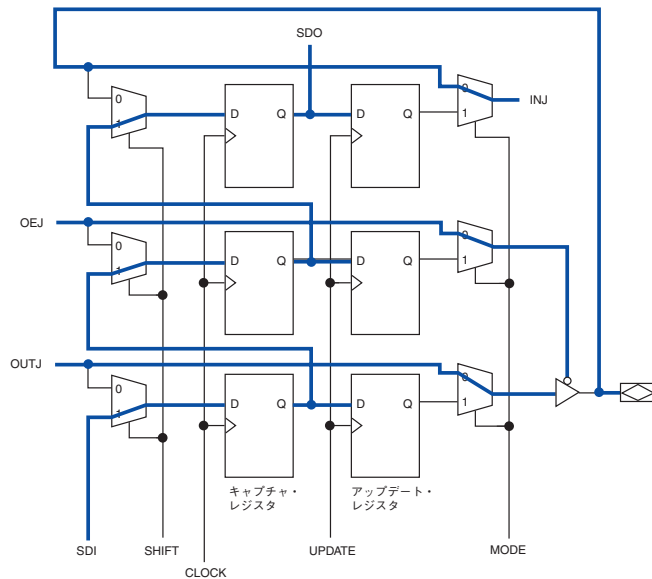 SDO
0
1
D Q
D Q
0
1
INJ
OEJ
0
1
D Q
D Q
0
1
OUTJ
0
1
D Q
D Q
0
1
キャプチャ・
レジスタ
アップデート・
レジスタ
SDI
SHIFT
CLOCK
UPDATE
MODE